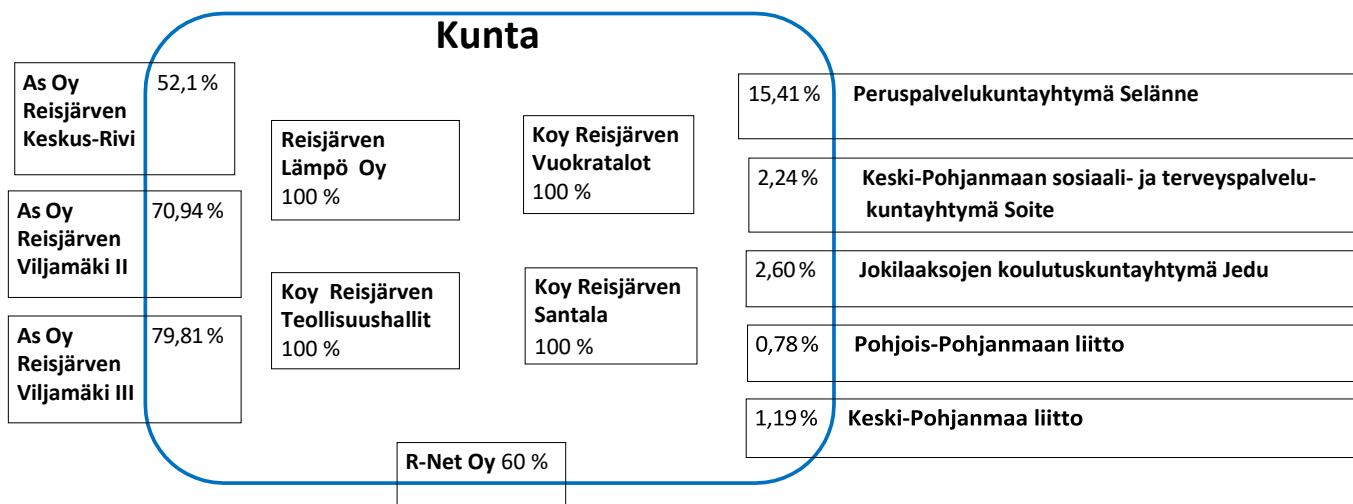 Kunta
As Oy 52,1 %
Reisjärven
Keskus-Rivi
As Oy 70,94 %
Reisjärven
Viljamäki II
As Oy 79,81 %
Reisjärven
Viljamäki III
Reisjärven
Lämpö Oy
100 %
Koy Reisjärven
Vuokratalot
100 %
Koy Reisjärven
Teollisuushallit
100 %
Koy Reisjärven
Santala
100 %
R-Net Oy 60 %
15,41 % Peruspalvelukuntayhtymä Selänne
2,24 % Keski-Pohjanmaan sosiaali- ja terveyspalvelu-
kuntayhtymä Soite
2,60 % Jokilaaksojen koulutuskuntayhtymä Jedu
0,78 % Pohjois-Pohjanmaan liitto
1,19 % Keski-Pohjanmaa liitto